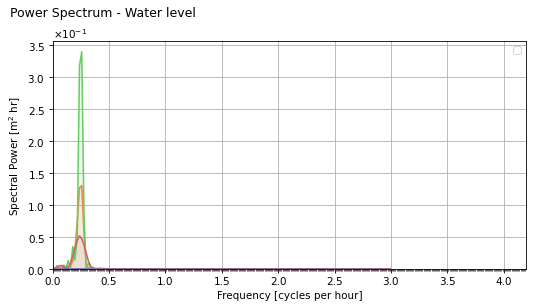 Power Spectrum - Water level
×10⁻¹
3.5
3.0
2.5
2.0
1.5
1.0
0.5
0.0
Spectral Power [m² hr]
0.0 0.5 1.0 1.5 2.0 2.5 3.0 3.5 4.0
Frequency [cycles per hour]